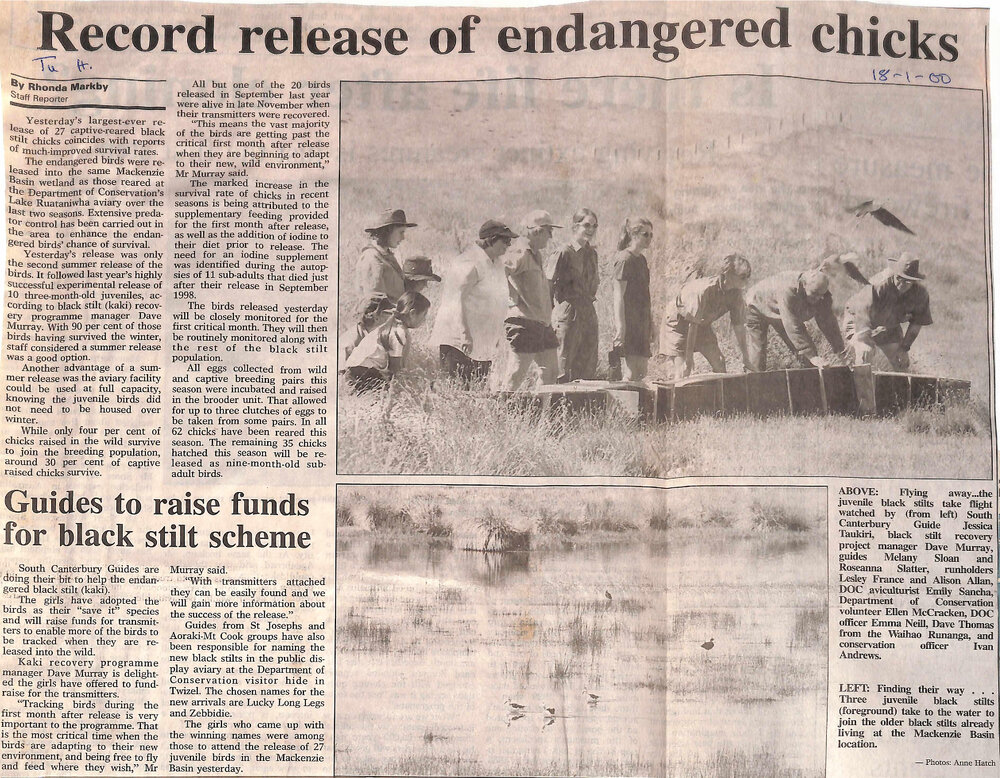 Record release of endangered chicks
Tu H.
18-1-00
By Rhonda Markby
Staff Reporter
Yesterday's largest-ever re-
lease of 27 captive-reared black
stilt chicks coincides with reports
of much-improved survival rates.
The endangered birds were re-
leased into the same Mackenzie
Basin wetland as those reared at
the Department of Conservation's
Lake Ruataniwha aviary over the
last two seasons. Extensive preda-
tor control has been carried out in
the area to enhance the endan-
gered birds' chance of survival.
Yesterday's release was only
the second summer release of the
birds. It followed last year's highly
successful experimental release of
10 three-month-old juveniles, ac-
cording to black stilt (kaki) recov-
ery programme manager Dave
Murray. With 90 per cent of those
birds having survived the winter,
staff considered a summer release
was a good option.
Another advantage of a sum-
mer release was the aviary facility
could be used at full capacity,
knowing the juvenile birds did
not need to be housed over
winter.
While only four per cent of
chicks raised in the wild survive
to join the breeding population,
around 30 per cent of captive
raised chicks survive.
All but one of the 20 birds
released in September last year
were alive in late November when
their transmitters were recovered.
"This means the vast majority
of the birds are getting past the
critical first month after release
when they are beginning to adapt
to their new, wild environment,"
Mr Murray said.
The marked increase in the
survival rate of chicks in recent
seasons is being attributed to the
supplementary feeding provided
for the first month after release,
as well as the addition of iodine to
their diet prior to release. The
need for an iodine supplement
was identified during the autop-
sies of 11 sub-adults that died just
after their release in September
1998.
The birds released yesterday
will be closely monitored for the
first critical month. They will then
be routinely monitored along with
the rest of the black stilt
population.
All eggs collected from wild
and captive breeding pairs this
season were incubated and raised
in the brooder unit. That allowed
for up to three clutches of eggs to
be taken from some pairs. In all
62 chicks have been reared this
season. The remaining 35 chicks
hatched this season will be re-
leased as nine-month-old sub-
adult birds.
Guides to raise funds
for black stilt scheme
South Canterbury Guides are
doing their bit to help the endan-
gered black stilt (kaki).
The girls have adopted the
birds as their "save it" species
and will raise funds for transmit-
ters to enable more of the birds to
be tracked when they are re-
leased into the wild.
Kaki recovery programme
manager Dave Murray is delight-
ed the girls have offered to fund-
raise for the transmitters.
"Tracking birds during the
first month after release is very
important to the programme. That
is the most critical time when the
birds are adapting to their new
environment, and being free to fly
and feed where they wish," Mr
Murray said.
"With transmitters attached
they can be easily found and we
will gain more information about
the success of the release."
Guides from St Josephs and
Aoraki-Mt Cook groups have also
been responsible for naming the
new black stilts in the public dis-
play aviary at the Department of
Conservation visitor hide in
Twizel. The chosen names for the
new arrivals are Lucky Long Legs
and Zebbidie.
The girls who came up with
the winning names were among
those to attend the release of 27
juvenile birds in the Mackenzie
Basin yesterday.
ABOVE: Flying away...the
juvenile black stilts take flight
watched by (from left) South
Canterbury Guide Jessica
Taukiri, black stilt recovery
project manager Dave Murray,
guides Melany Sloan and
Roseanna Slatter, runholders
Lesley France and Alison Allan,
DOC aviculturist Emily Sancha,
Department of Conservation
volunteer Ellen McCracken, DOC
officer Emma Neill, Dave Thomas
from the Waihao Runanga, and
conservation officer Ivan
Andrews.
LEFT: Finding their way . . .
Three juvenile black stilts
(foreground) take to the water to
join the older black stilts already
living at the Mackenzie Basin
location.
— Photos: Anne Hatch